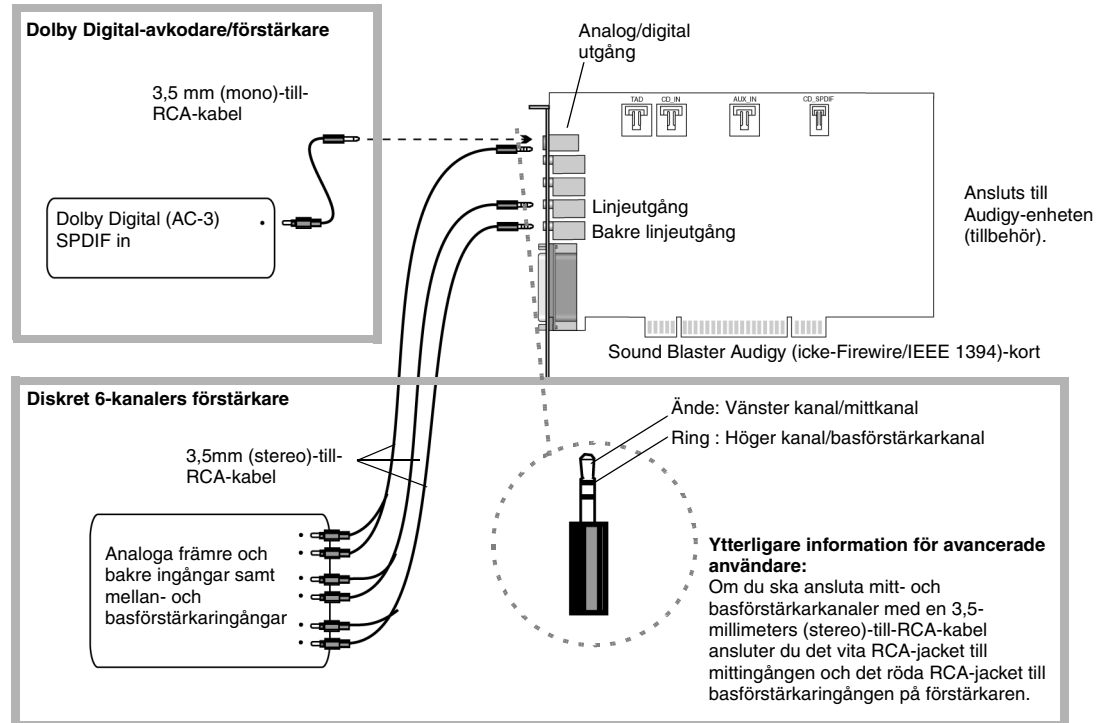 Dolby Digital-avkodare/förstärkare
3,5 mm (mono)-till-
RCA-kabel
Dolby Digital (AC-3)
SPDIF in
Analog/digital
utgång
TAD
CD_IN
AUX_IN
CD_SPDIF
Linjeutgång
Bakre linjeutgång
Ansluts till
Audigy-enheten
(tillbehör).
Sound Blaster Audigy (icke-Firewire/IEEE 1394)-kort
Diskret 6-kanalers förstärkare
3,5mm (stereo)-till-
RCA-kabel
Analoga främre och
bakre ingångar samt
mellan- och
basförstärkaringångar
Ände: Vänster kanal/mittkanal
Ring : Höger kanal/basförstärkarkanal
Ytterligare information för avancerade
användare:
Om du ska ansluta mitt- och
basförstärkarkanaler med en 3,5-
millimeters (stereo)-till-RCA-kabel
ansluter du det vita RCA-jacket till
mittingången och det röda RCA-jacket till
basförstärkaringången på förstärkaren.